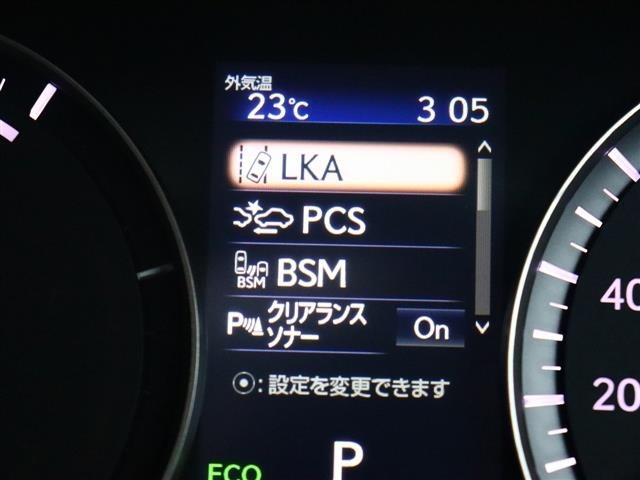 外気温
23℃ 3 05
LKA
PCS
BSM BSM
P クリアランス
ソナー On
⦿:設定を変更できます
P
ECO
40
20